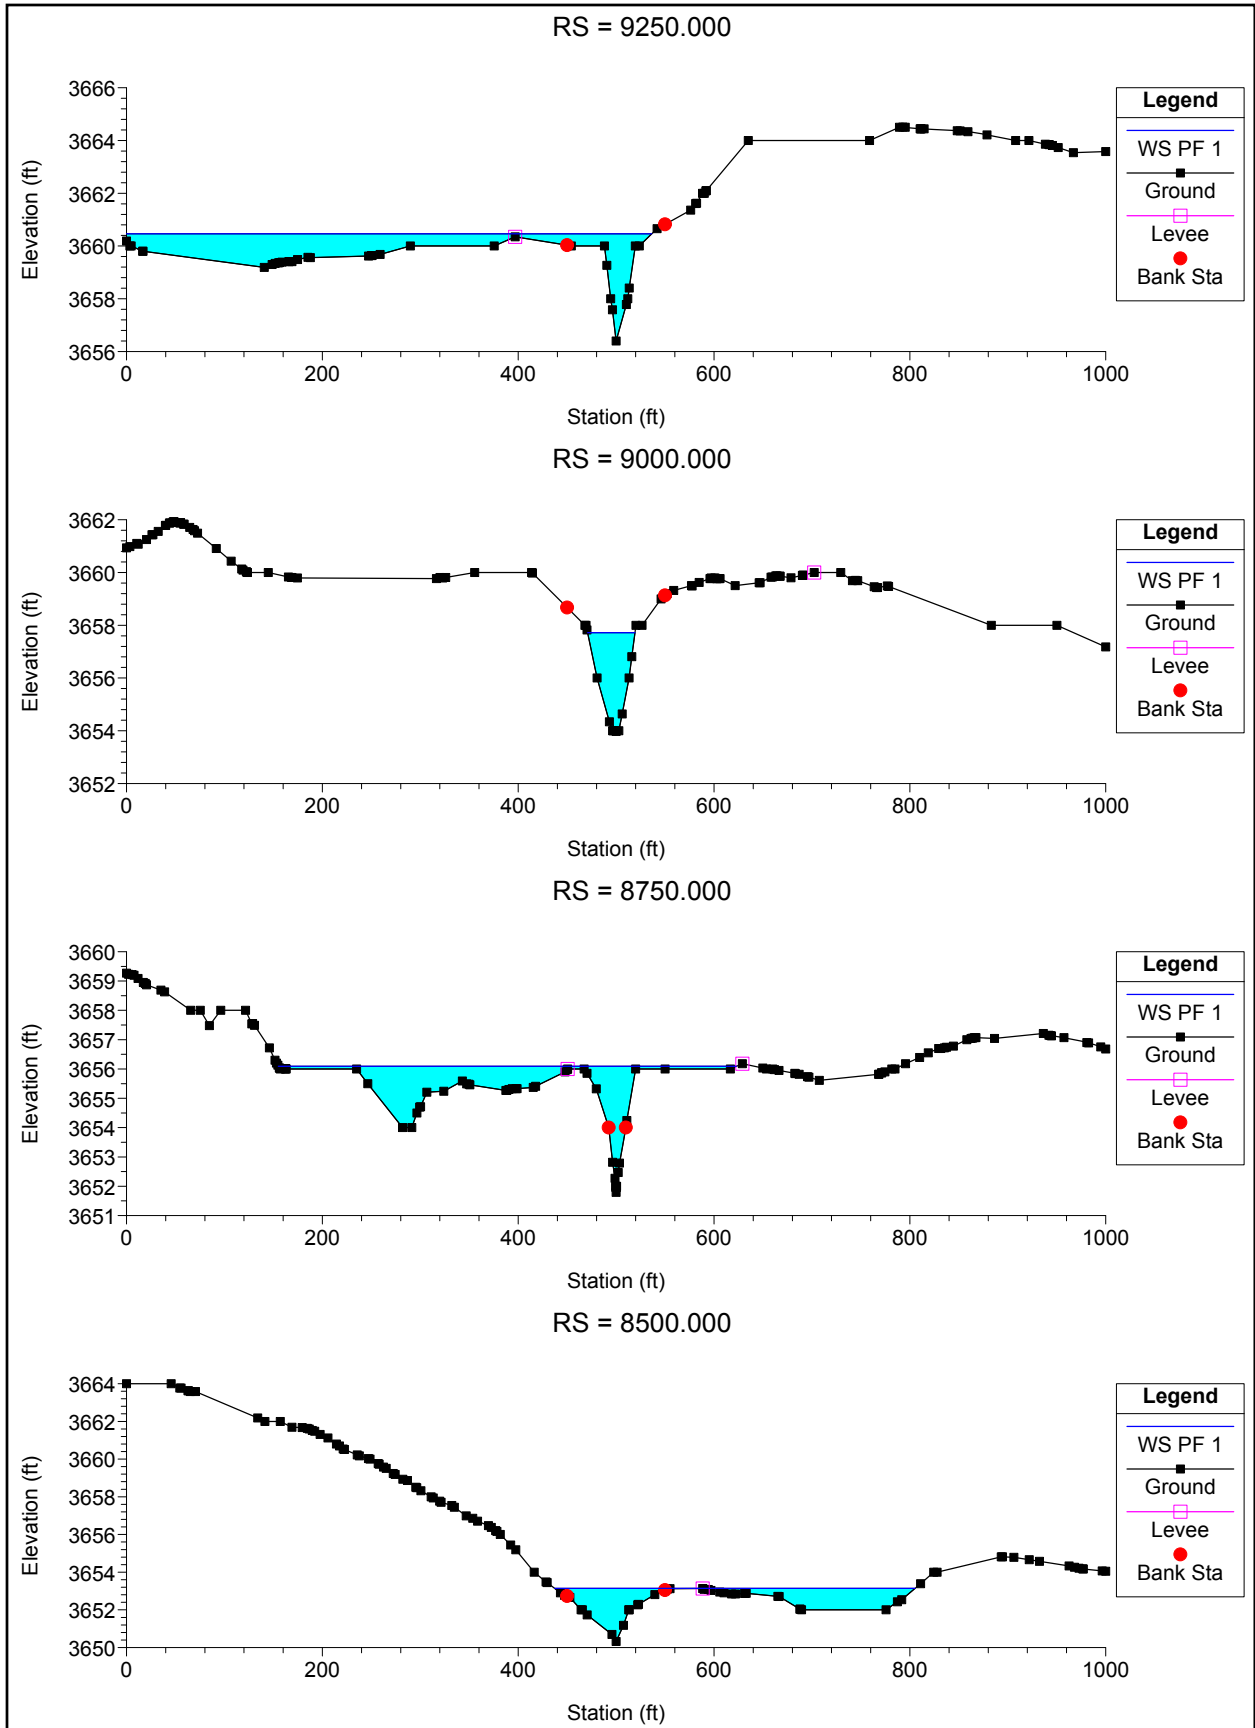 RS = 9250.000
Elevation (ft)
3666
3664
3662
3660
3658
3656
0 200 400 600 800 1000
Station (ft)
Legend
WS PF 1
Ground
Levee
Bank Sta
RS = 9000.000
Elevation (ft)
3662
3660
3658
3656
3654
3652
0 200 400 600 800 1000
Station (ft)
Legend
WS PF 1
Ground
Levee
Bank Sta
RS = 8750.000
Elevation (ft)
3660
3659
3658
3657
3656
3655
3654
3653
3652
3651
0 200 400 600 800 1000
Station (ft)
Legend
WS PF 1
Ground
Levee
Bank Sta
RS = 8500.000
Elevation (ft)
3664
3662
3660
3658
3656
3654
3652
3650
0 200 400 600 800 1000
Station (ft)
Legend
WS PF 1
Ground
Levee
Bank Sta